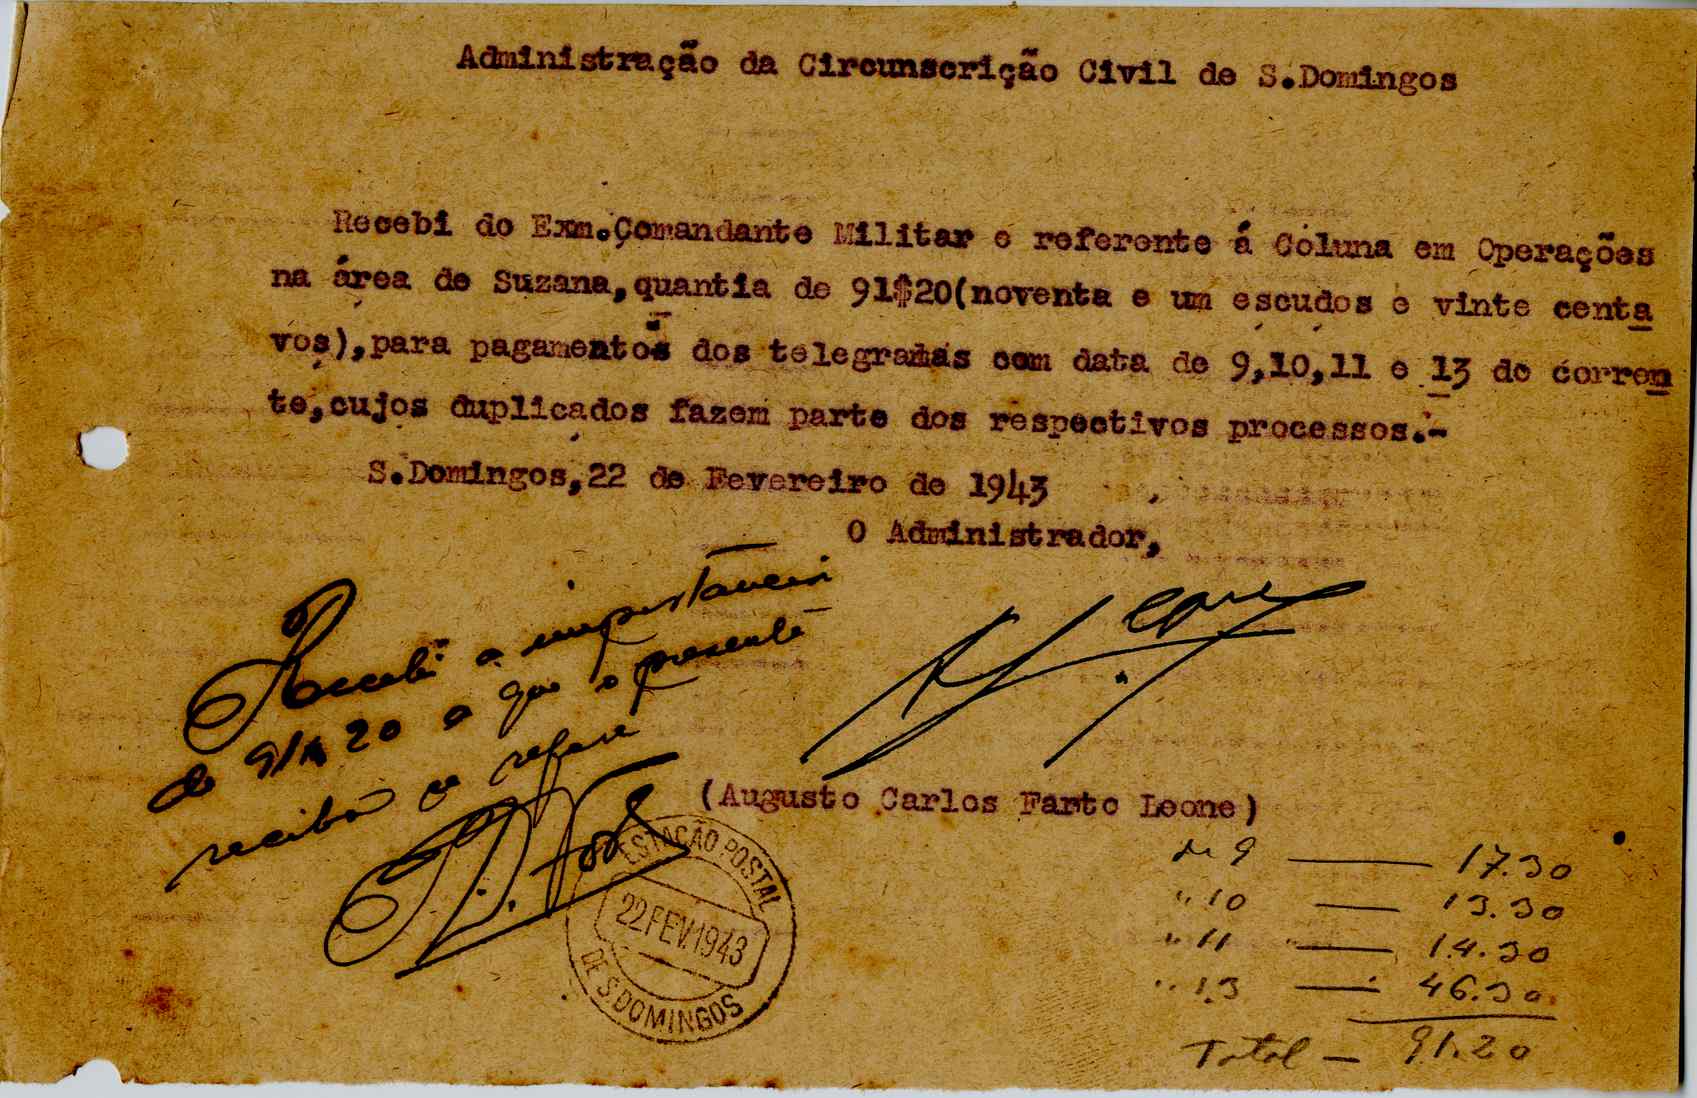 Administração da Circunscrição Civil de S.Domingos
Recebi do Exm.Comandante Militar e referente á Coluna em Operações
na área de Suzana,quantia de 91$20(noventa e um escudos e vinte centa
vos),para pagamentos dos telegramas com data de 9,10,11 e 13 do corren
te,cujos duplicados fazem parte dos respectivos processos.-
S.Domingos,22 de Fevereiro de 1943
O Administrador,
Recebi a importancia
de 91$20 a que o presente
recibo se refere
(Augusto Carlos Farto Leone)
ESTAÇÃO POSTAL
22 FEV. 1943
DE S. DOMINGOS
de 9 — 17.30
" 10 — 13.30
" 11 — 14.30
" 13 — 46.30
Total — 91.20